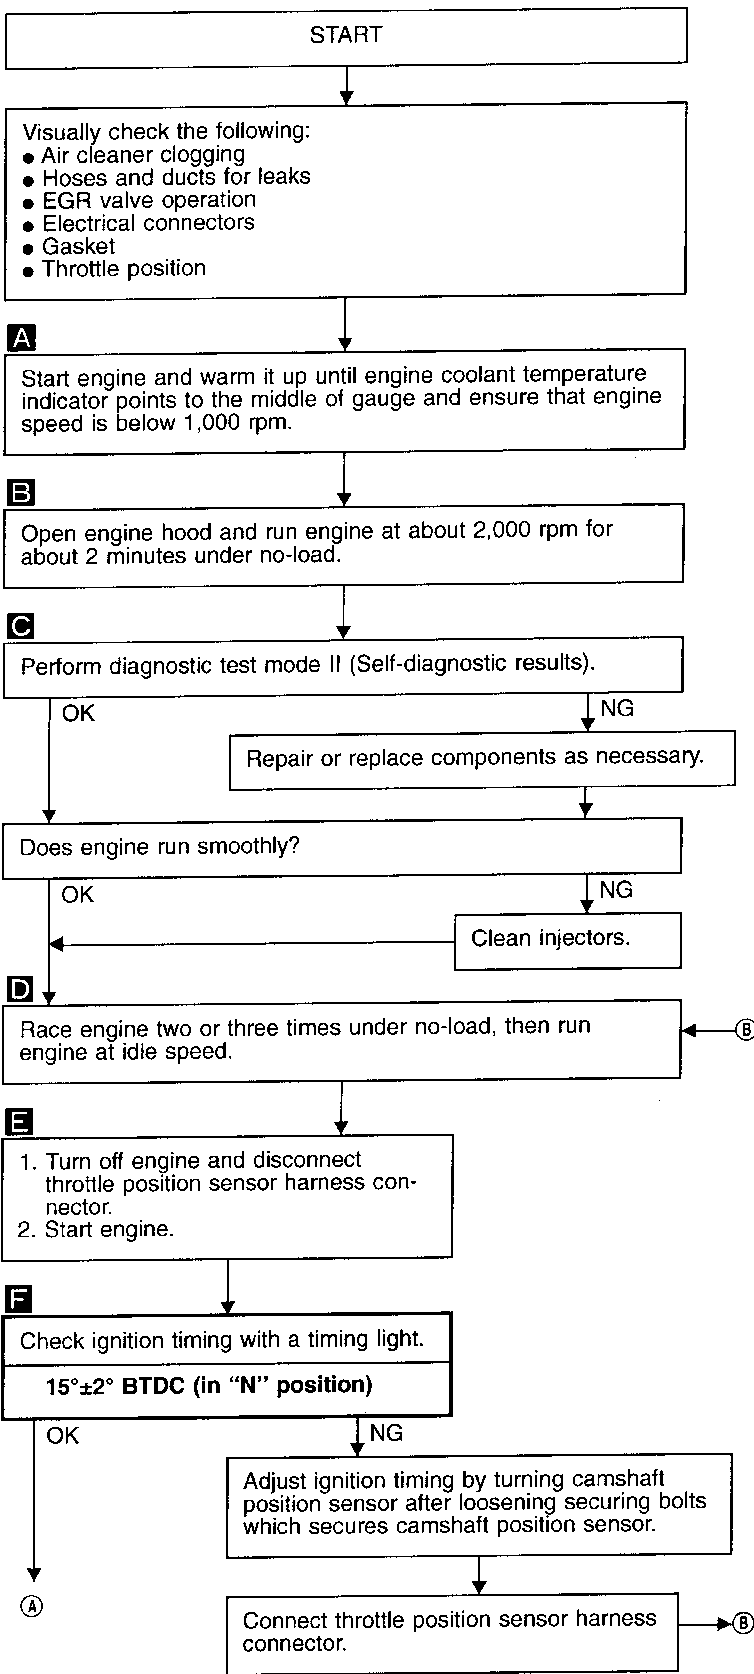 START
Visually check the following:
● Air cleaner clogging
● Hoses and ducts for leaks
● EGR valve operation
● Electrical connectors
● Gasket
● Throttle position
A
Start engine and warm it up until engine coolant temperature
indicator points to the middle of gauge and ensure that engine
speed is below 1,000 rpm.
B
Open engine hood and run engine at about 2,000 rpm for
about 2 minutes under no-load.
C
Perform diagnostic test mode II (Self-diagnostic results).
OK
NG
Repair or replace components as necessary.
Does engine run smoothly?
OK
NG
Clean injectors.
D
Race engine two or three times under no-load, then run
engine at idle speed.
B
E
1. Turn off engine and disconnect
throttle position sensor harness con-
nector.
2. Start engine.
F
Check ignition timing with a timing light.
15°±2° BTDC (in “N” position)
OK
NG
Adjust ignition timing by turning camshaft
position sensor after loosening securing bolts
which secures camshaft position sensor.
A
Connect throttle position sensor harness
connector.
B